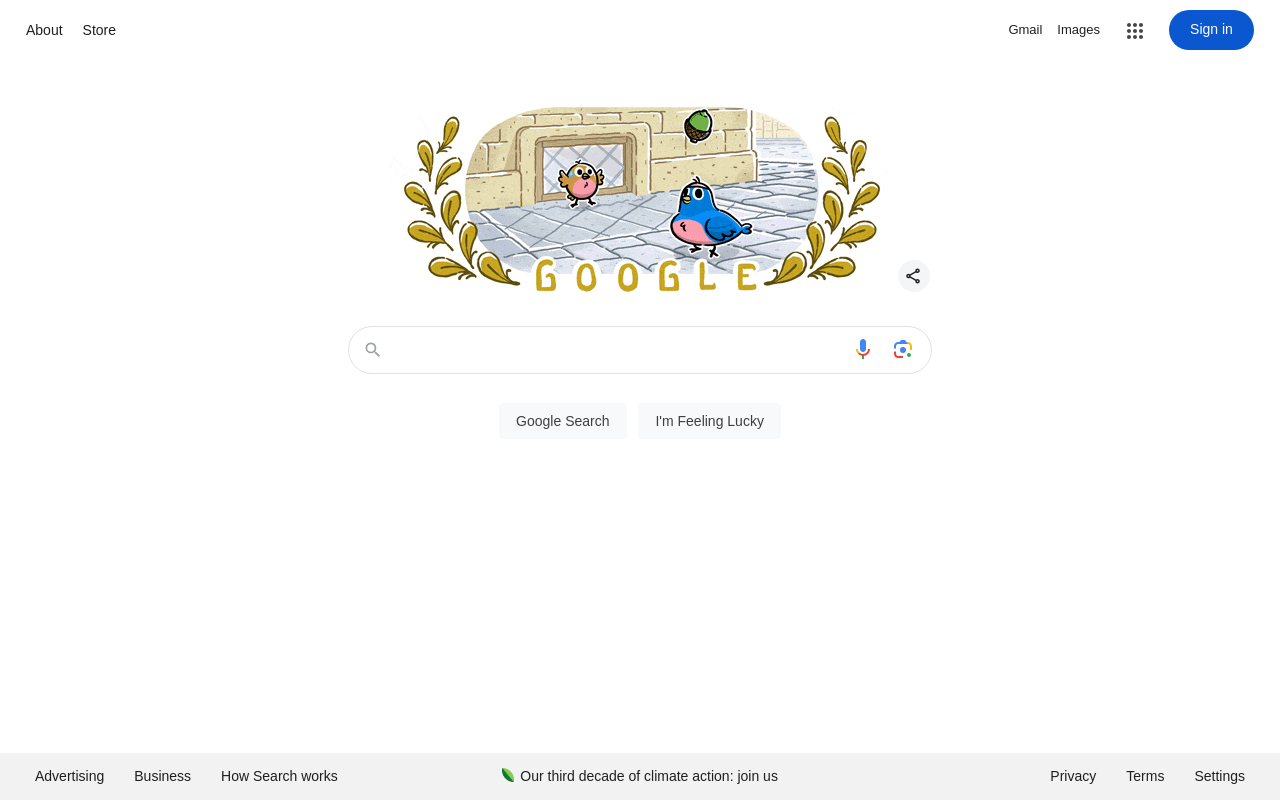 About Store Gmail Images Sign in
GOOGLE
Google Search I'm Feeling Lucky
Advertising Business How Search works Our third decade of climate action: join us Privacy Terms Settings